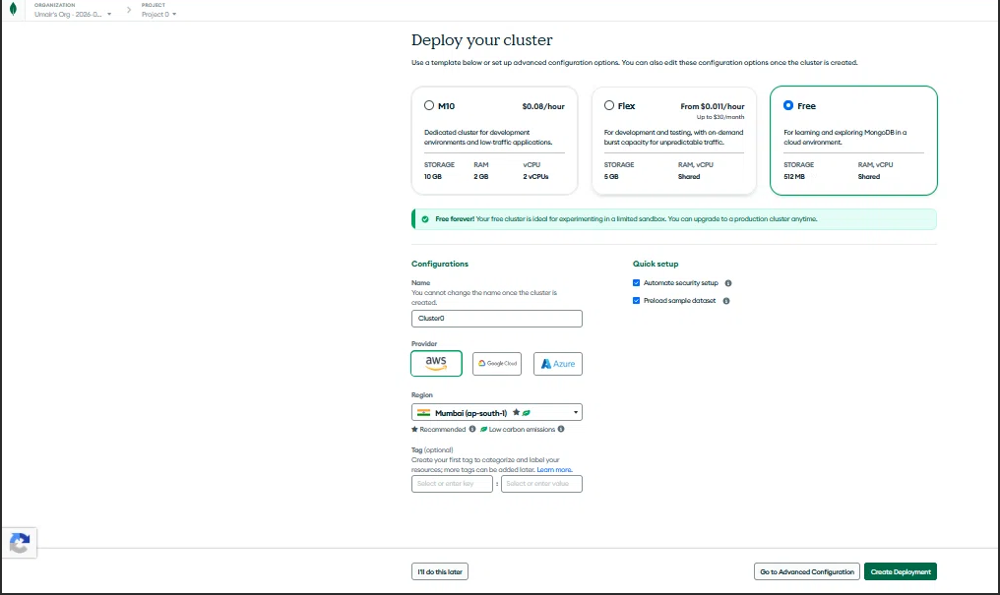 ORGANIZATION
Umair's Org - 2026-0...
PROJECT
Project 0
Deploy your cluster
Use a template below or set up advanced configuration options. You can also edit these configuration options once the cluster is created.
M10 $0.08/hour
Dedicated cluster for development
environments and low-traffic applications.
STORAGE RAM vCPU
10 GB 2 GB 2 vCPUs
Flex From $0.011/hour
Up to $30/month
For development and testing, with on-demand
burst capacity for unpredictable traffic.
STORAGE RAM, vCPU
5 GB Shared
Free
For learning and exploring MongoDB in a
cloud environment.
STORAGE RAM, vCPU
512 MB Shared
Free forever! Your free cluster is ideal for experimenting in a limited sandbox. You can upgrade to a production cluster anytime.
Configurations
Name
You cannot change the name once the cluster is
created.
Cluster0
Provider
aws Google Cloud Azure
Region
Mumbai (ap-south-1)
Recommended Low carbon emissions
Tag (optional)
Create your first tag to categorize and label your
resources; more tags can be added later. Learn more.
Select or enter key : Select or enter value
Quick setup
Automate security setup
Preload sample dataset
I'll do this later
Go to Advanced Configuration
Create Deployment